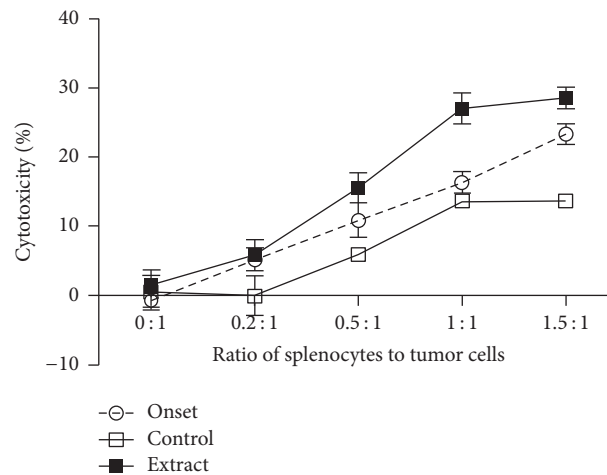 40
30
20
10
0
−10
Cytotoxicity (%)
0 : 1
0.2 : 1
0.5 : 1
1 : 1
1.5 : 1
Ratio of splenocytes to tumor cells
Onset
Control
Extract